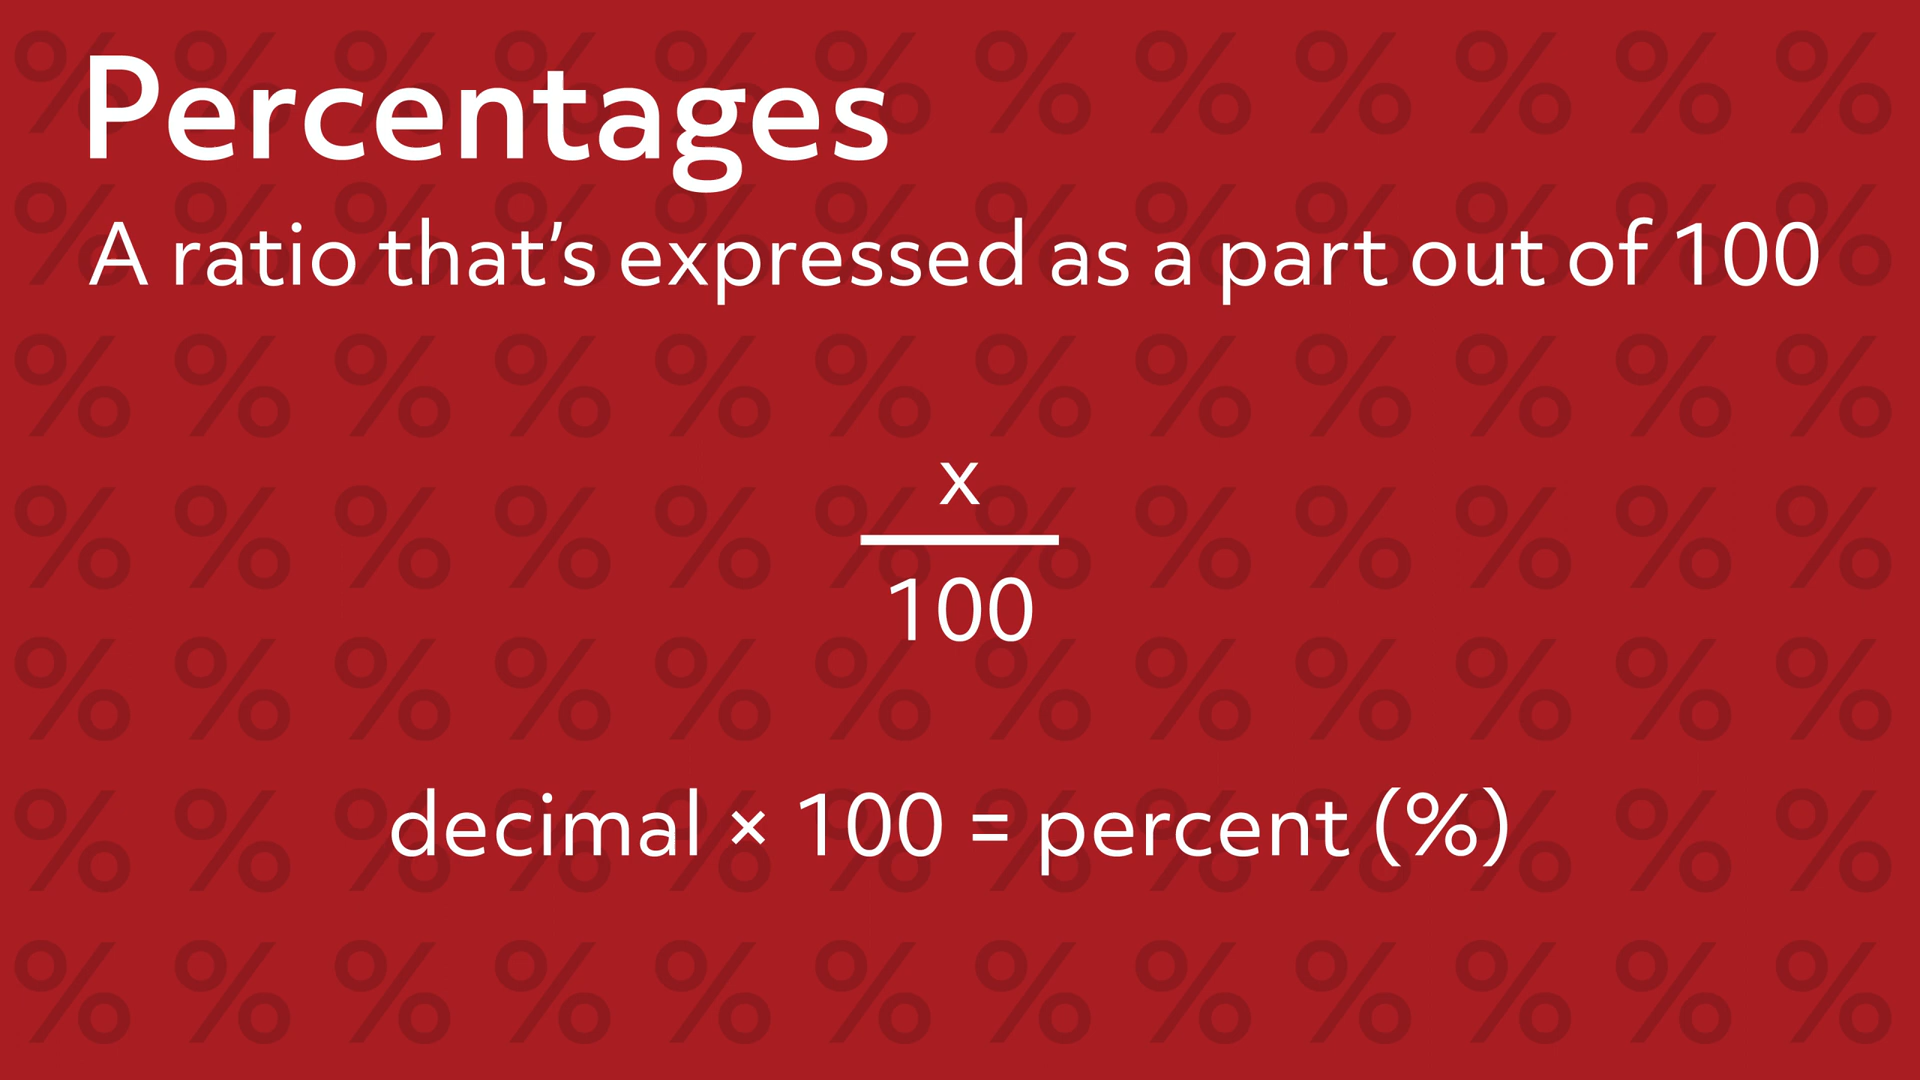 Percentages
A ratio that’s expressed as a part out of 100
x
100
decimal × 100 = percent (%)